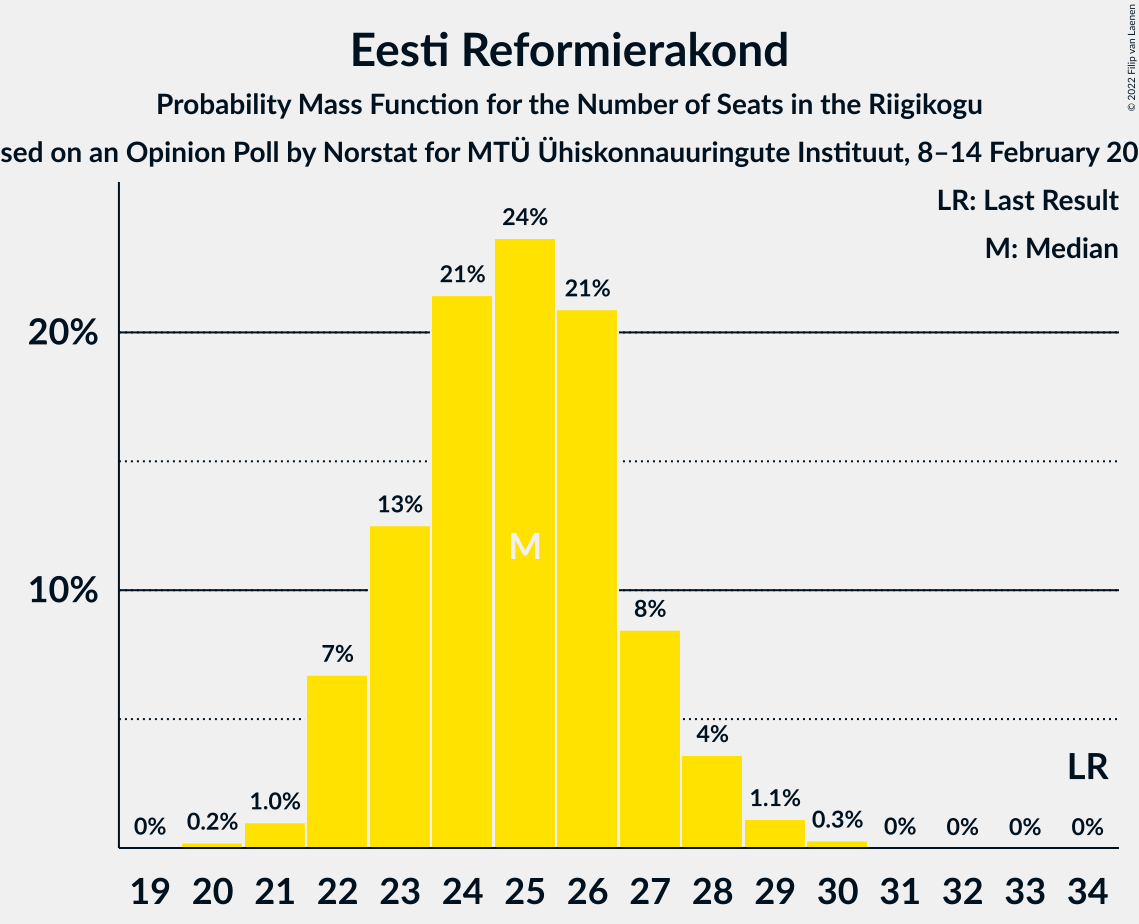 © 2022 Filip van Laenen
Eesti Reformierakond
Probability Mass Function for the Number of Seats in the Riigikogu
sed on an Opinion Poll by Norstat for MTÜ Ühiskonnauuringute Instituut, 8–14 February 20
LR: Last Result
M: Median
24%
21%
21%
20%
13%
M
10%
8%
7%
4%
LR
0%
0.2%
1.0%
1.1%
0.3%
0%
0%
0%
0%
19 20 21 22 23 24 25 26 27 28 29 30 31 32 33 34